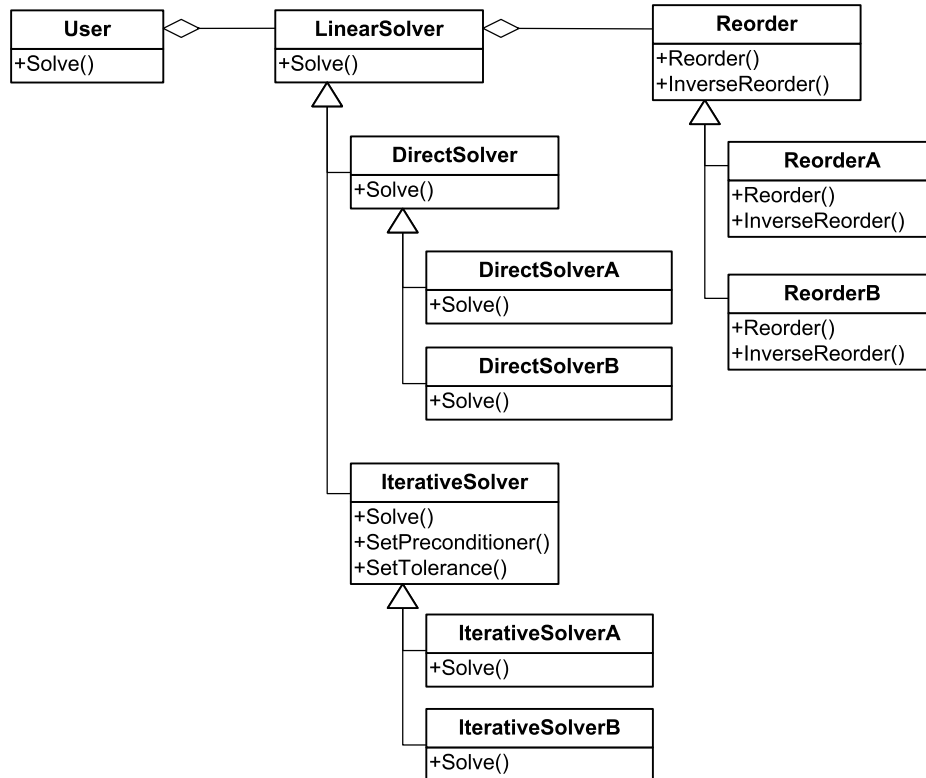 User
+Solve()
LinearSolver
+Solve()
Reorder
+Reorder()
+InverseReorder()
DirectSolver
+Solve()
ReorderA
+Reorder()
+InverseReorder()
DirectSolverA
+Solve()
ReorderB
+Reorder()
+InverseReorder()
DirectSolverB
+Solve()
IterativeSolver
+Solve()
+SetPreconditioner()
+SetTolerance()
IterativeSolverA
+Solve()
IterativeSolverB
+Solve()